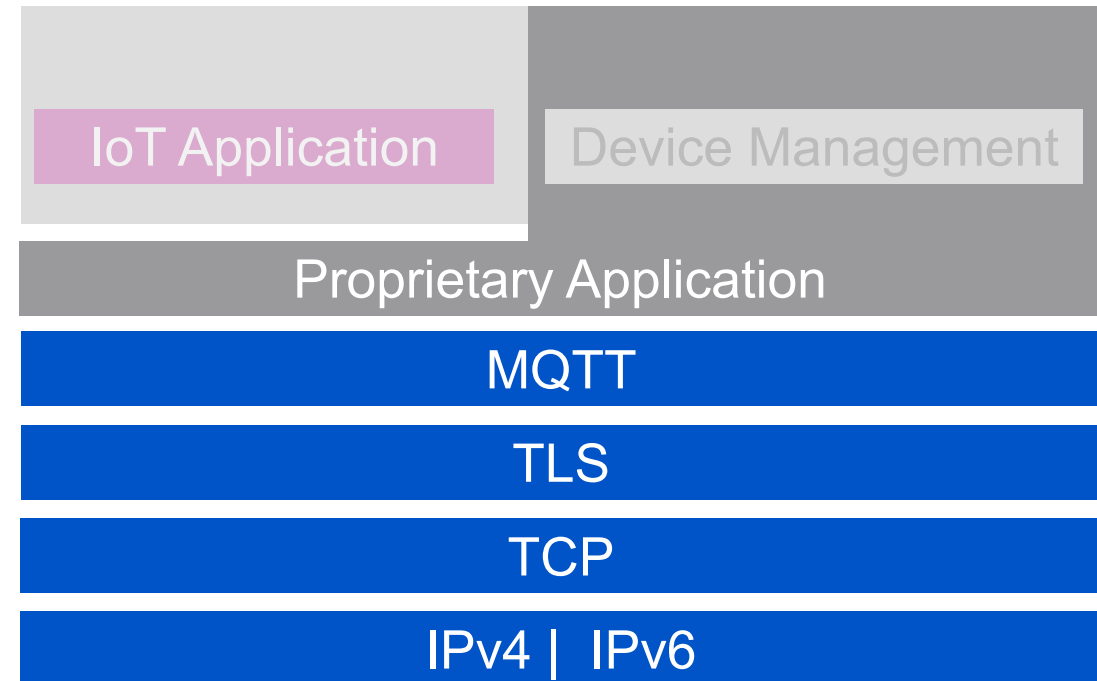 IoT Application
Device Management
Proprietary Application
MQTT
TLS
TCP
IPv4 | IPv6